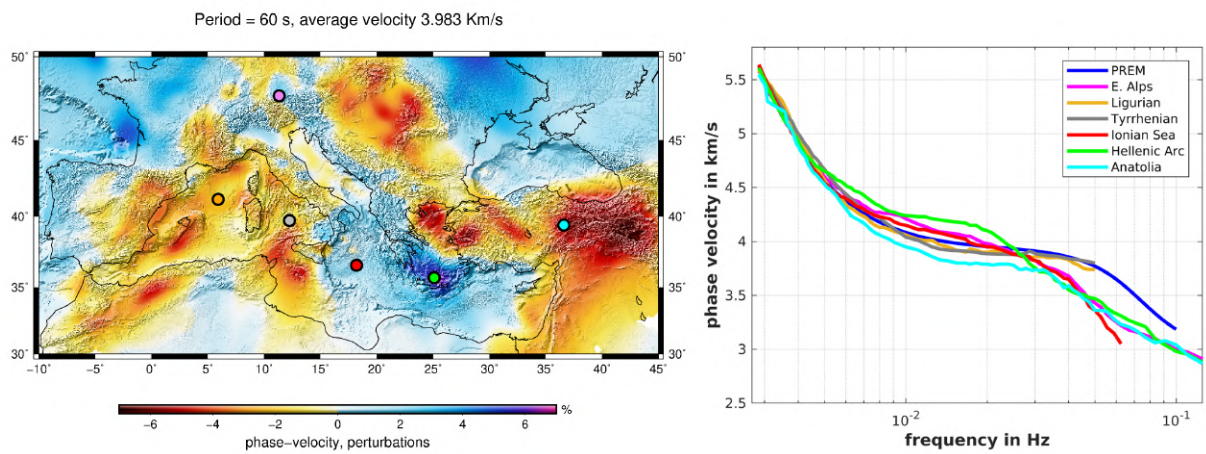 Period = 60 s, average velocity 3.983 Km/s
50° 50°
45° 45°
40° 40°
35° 35°
30° 30°
−10° −5° 0° 5° 10° 15° 20° 25° 30° 35° 40° 45°
−6 −4 −2 0 2 4 6 %
phase−velocity, perturbations
phase velocity in km/s
5.5
5
4.5
4
3.5
3
2.5
PREM
E. Alps
Ligurian
Tyrrhenian
Ionian Sea
Hellenic Arc
Anatolia
10⁻² 10⁻¹
frequency in Hz